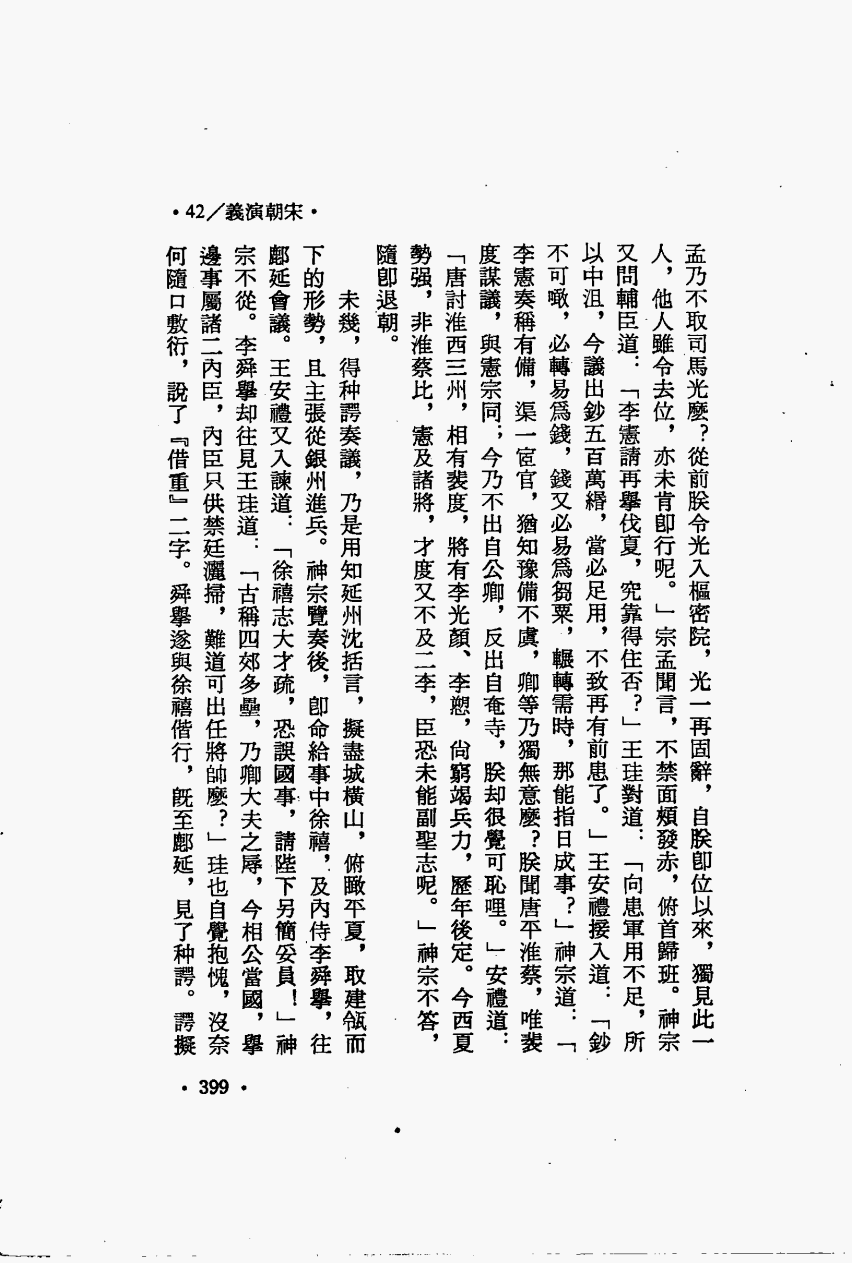 •42／義演朝宋•
孟乃不取司馬光麼？從前朕令光入樞密院，光一再固辭，自朕卽位以來，獨見此一
人，他人雖令去位，亦未肯卽行呢。」宗孟聞言，不禁面頰發赤，俯首歸班。神宗
又問輔臣道：「李憲請再擧伐夏，究靠得住否？」王珪對道：「向患軍用不足，所
以中沮，今議出鈔五百萬緡，當必足用，不致再有前患了。」王安禮接入道：「鈔
不可噉，必轉易爲錢，錢又必易爲芻粟，輾轉需時，那能指日成事？」神宗道：「
李憲奏稱有備，渠一宦官，猶知豫備不虞，卿等乃獨無意麼？朕聞唐平淮蔡，唯裴
度謀議，與憲宗同；今乃不出自公卿，反出自奄寺，朕却很覺可恥哩。」安禮道：
「唐討淮西三州，相有裴度，將有李光顏、李愬，尙窮竭兵力，歷年後定。今西夏
勢强，非淮蔡比，憲及諸將，才度又不及二李，臣恐未能副聖志呢。」神宗不答，
隨卽退朝。
未幾，得种諤奏議，乃是用知延州沈括言，擬盡城橫山，俯瞰平夏，取建瓴而
下的形勢，且主張從銀州進兵。神宗覽奏後，卽命給事中徐禧，及內侍李舜擧，往
鄜延會議。王安禮又入諫道：「徐禧志大才疏，恐誤國事，請陛下另簡妥員！」神
宗不從。李舜擧却往見王珪道：「古稱四郊多壘，乃卿大夫之辱，今相公當國，擧
邊事屬諸二內臣，內臣只供禁廷灑掃，難道可出任將帥麼？」珪也自覺抱愧，沒奈
何隨口敷衍，說了『借重』二字。舜擧遂與徐禧偕行，旣至鄜延，見了种諤。諤擬
•399•